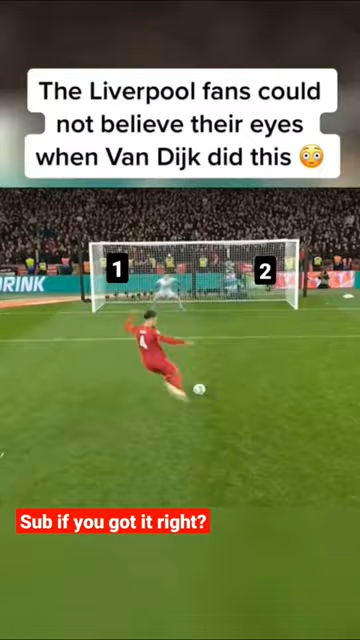 The Liverpool fans could
not believe their eyes
when Van Dijk did this 😳
1
2
DRINK
4
Sub if you got it right?